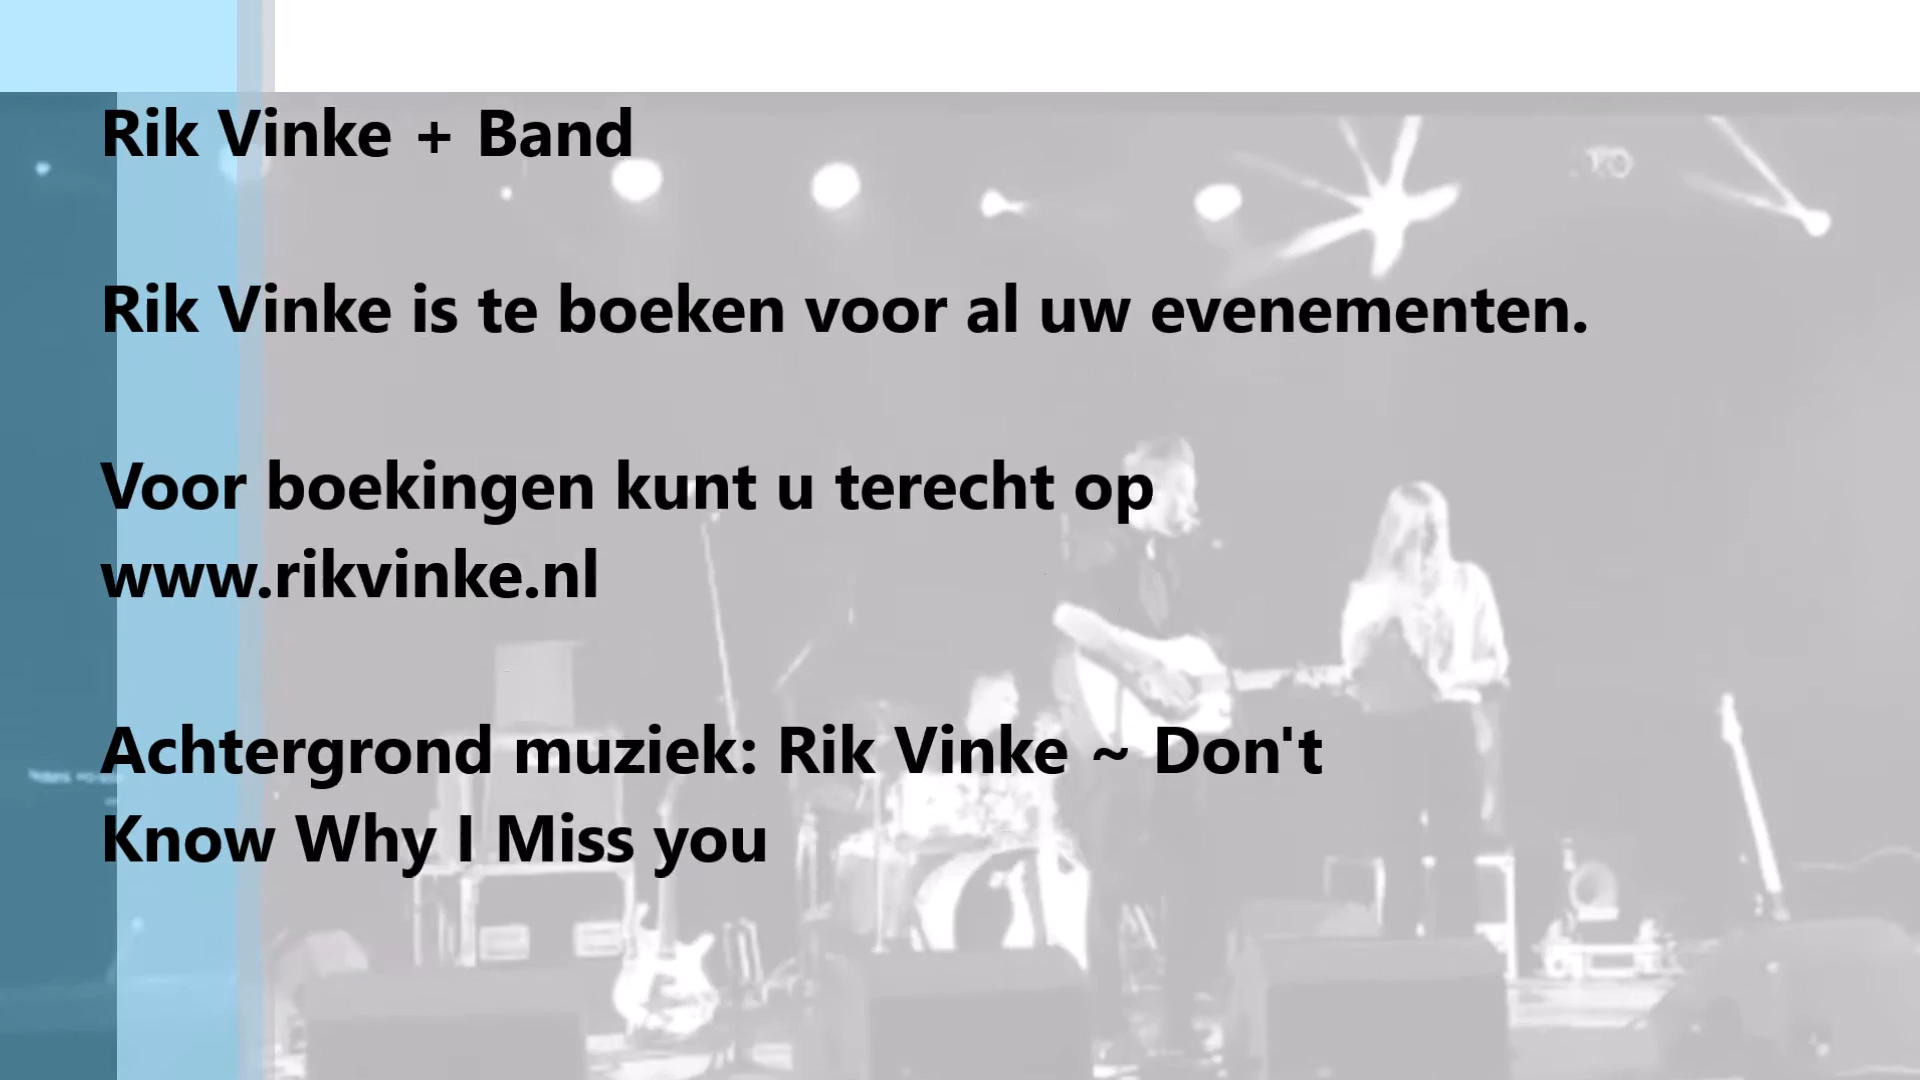 Rik Vinke + Band
Rik Vinke is te boeken voor al uw evenementen.
Voor boekingen kunt u terecht op
www.rikvinke.nl
Achtergrond muziek: Rik Vinke ~ Don't
Know Why I Miss you